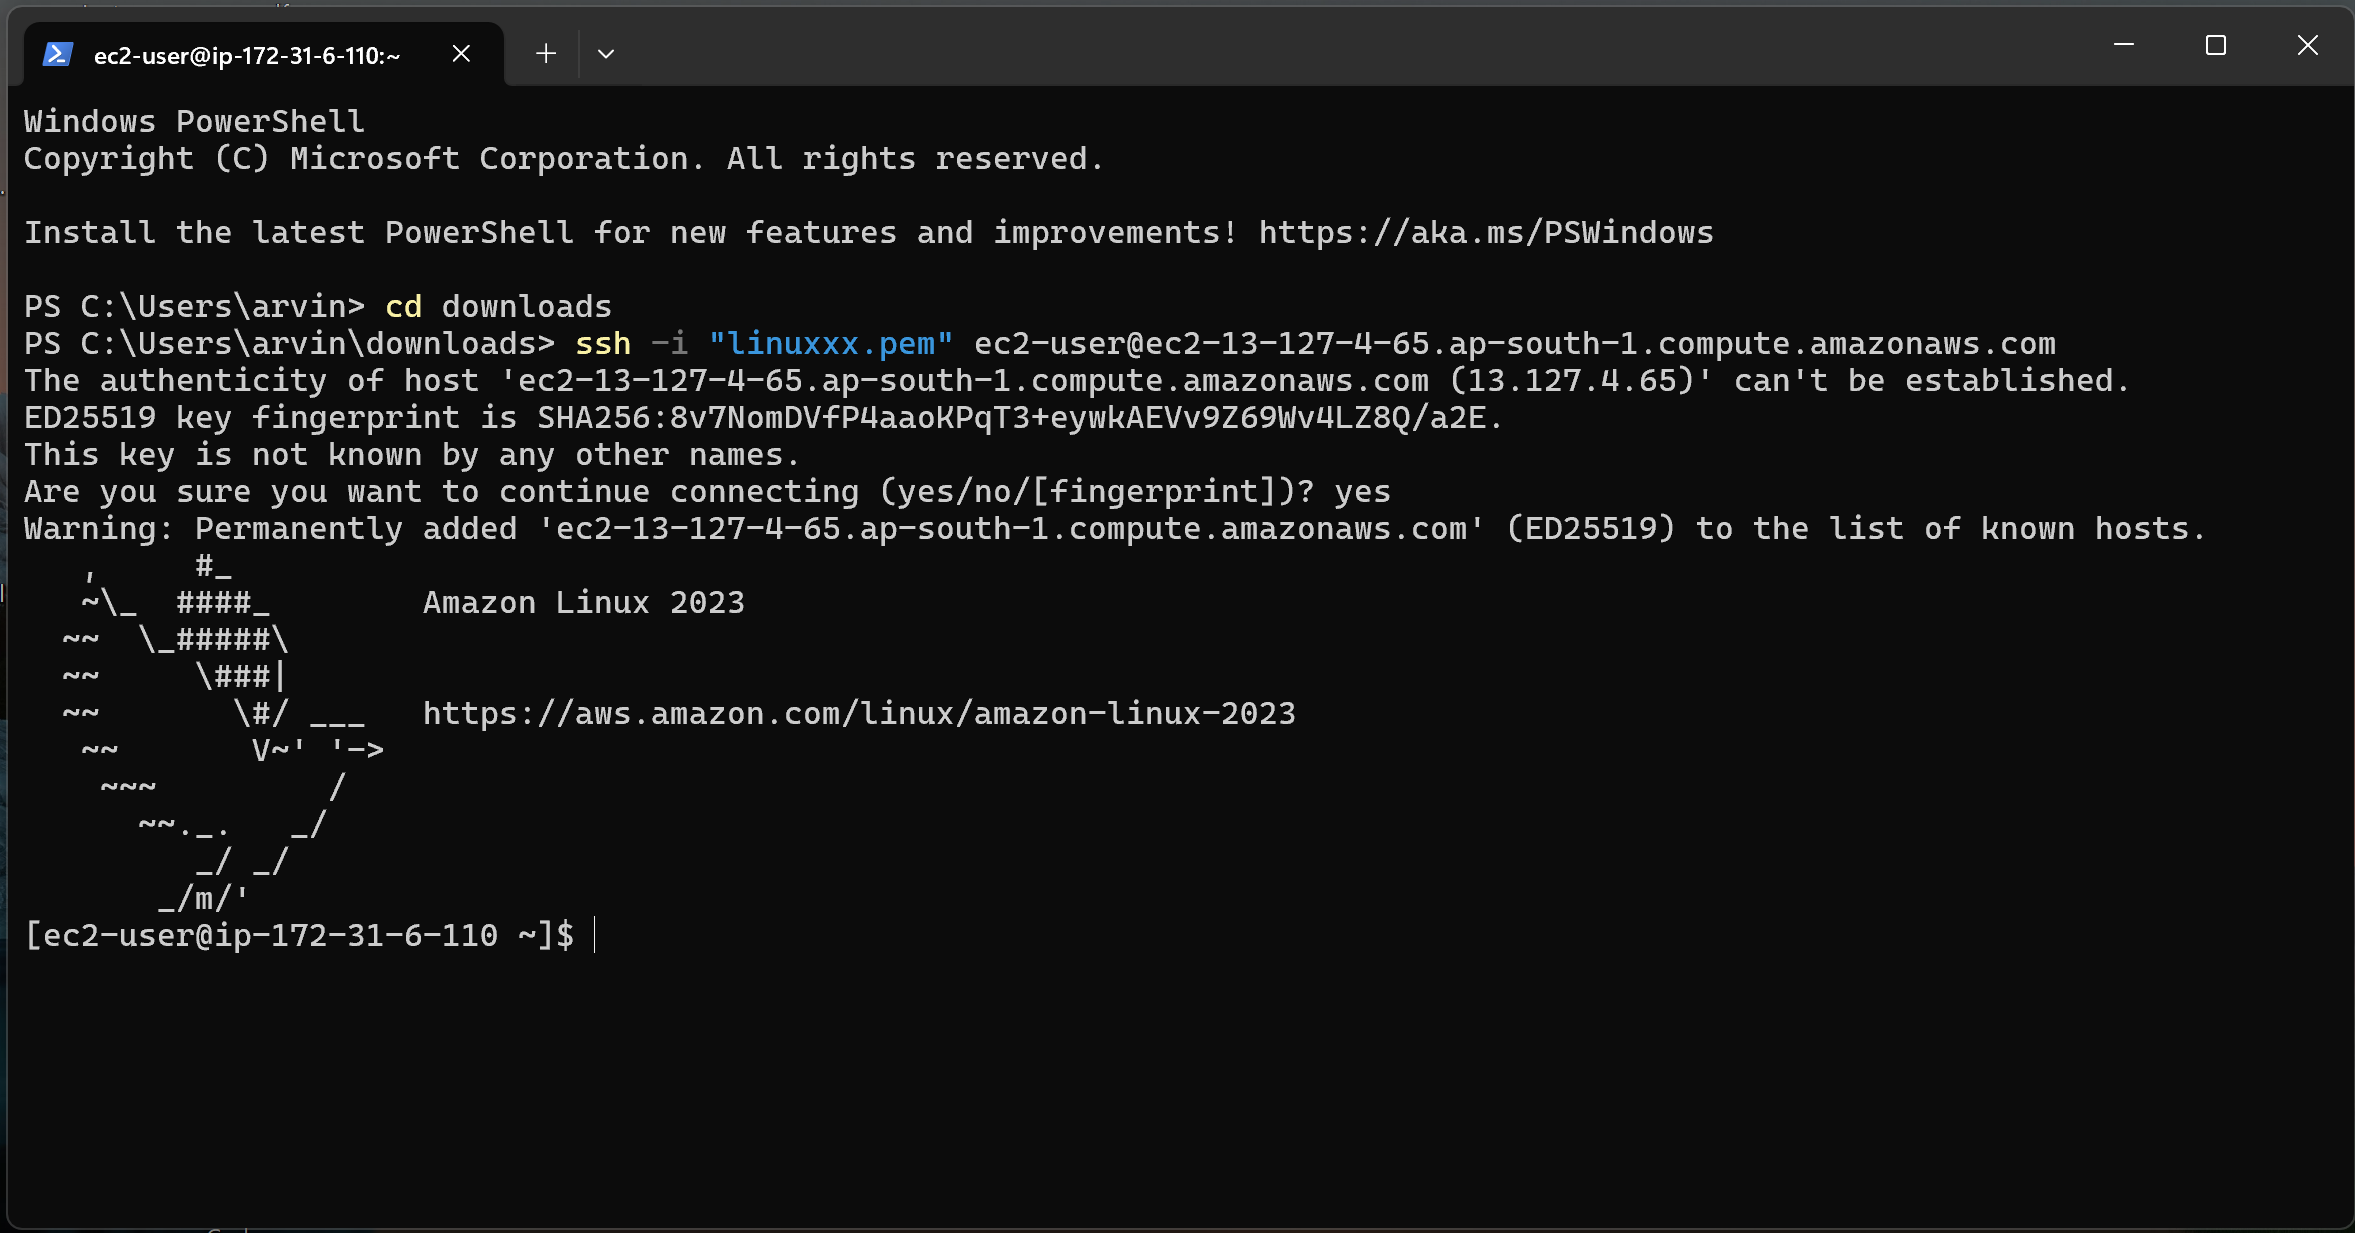 ec2-user@ip-172-31-6-110:~
Windows PowerShell
Copyright (C) Microsoft Corporation. All rights reserved.
Install the latest PowerShell for new features and improvements! https://aka.ms/PSWindows
PS C:\Users\arvin> cd downloads
PS C:\Users\arvin\downloads> ssh -i "linuxxx.pem" ec2-user@ec2-13-127-4-65.ap-south-1.compute.amazonaws.com
The authenticity of host 'ec2-13-127-4-65.ap-south-1.compute.amazonaws.com (13.127.4.65)' can't be established.
ED25519 key fingerprint is SHA256:8v7NomDVfP4aaoKPqT3+eywkAEVv9Z69Wv4LZ8Q/a2E.
This key is not known by any other names.
Are you sure you want to continue connecting (yes/no/[fingerprint])? yes
Warning: Permanently added 'ec2-13-127-4-65.ap-south-1.compute.amazonaws.com' (ED25519) to the list of known hosts.
   ,     #_
   ~\_  ####_        Amazon Linux 2023
  ~~  \_#####\
  ~~     \###|
  ~~       \#/ ___   https://aws.amazon.com/linux/amazon-linux-2023
   ~~       V~' '->
    ~~~         /
      ~~._.   _/
         _/ _/
       _/m/'
[ec2-user@ip-172-31-6-110 ~]$